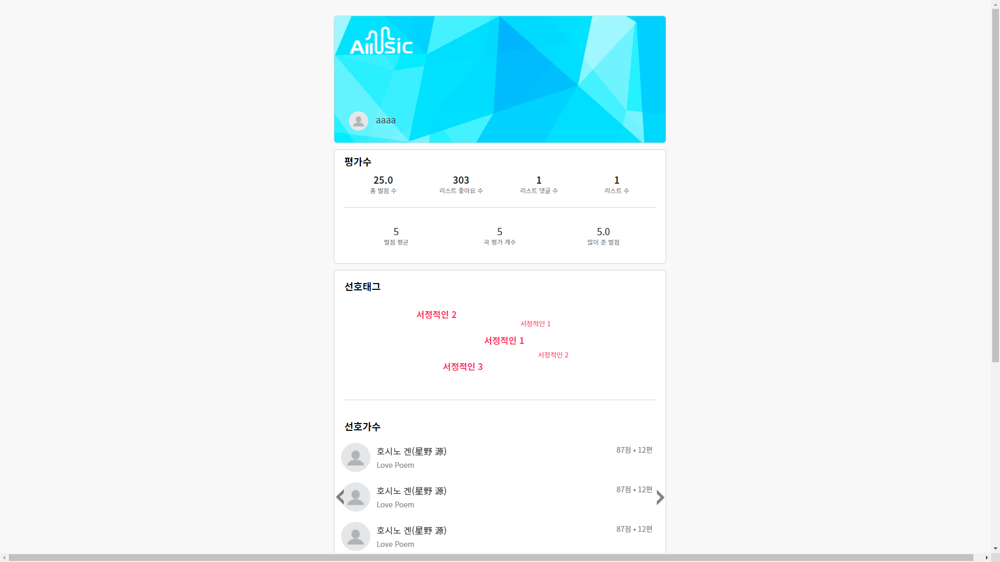 AiiUsic
aaaa
평가수
25.0 303 1 1
총 벌점 수 리스트 좋아요 수 리스트 댓글 수 리스트 수
5 5 5.0
벌점 평균 곡 평가 개수 많이 준 벌점
선호태그
서정적인 2
서정적인 1
서정적인 1
서정적인 2
서정적인 3
선호가수
호시노 겐(星野 源) 87점 • 12편
Love Poem
호시노 겐(星野 源) 87점 • 12편
Love Poem
호시노 겐(星野 源) 87점 • 12편
Love Poem